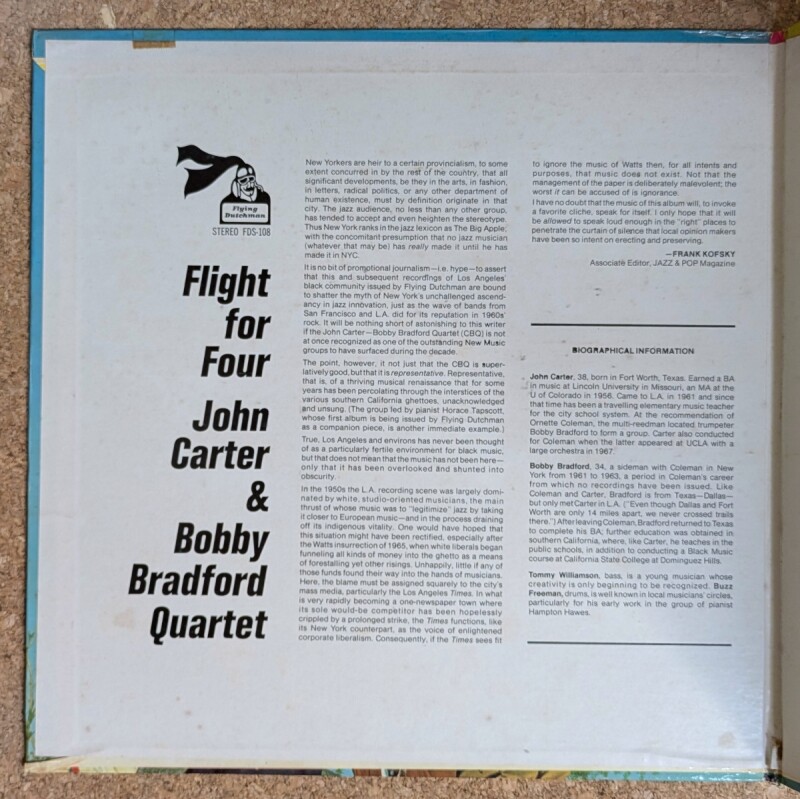 Flying
Dutchman
STEREO FDS-108
Flight
for
Four
John
Carter
&
Bobby
Bradford
Quartet
New Yorkers are heir to a certain provincialism, to some
extent concurred in by the rest of the country, that all
significant developments, be they in the arts, in fashion,
in letters, radical politics, or any other department of
human existence, must by definition originate in that
city. The jazz audience, no less than any other group,
has tended to accept and even heighten the stereotype.
Thus New York ranks in the jazz lexicon as The Big Apple,
with the concomitant presumption that no jazz musician
(whatever that may be) has really made it until he has
made it in NYC.
It is no bit of promotional journalism—i.e. hype—to assert
that this and subsequent recordings of Los Angeles'
black community issued by Flying Dutchman are bound
to shatter the myth of New York's unchallenged ascend-
ancy in jazz innovation, just as the wave of bands from
San Francisco and L.A. did for its reputation in 1960s'
rock. It will be nothing short of astonishing to this writer
if the John Carter—Bobby Bradford Quartet (CBQ) is not
at once recognized as one of the outstanding New Music
groups to have surfaced during the decade.
The point, however, it not just that the CBQ is super-
latively good, but that it is representative. Representative,
that is, of a thriving musical renaissance that for some
years has been percolating through the interstices of the
various southern California ghettoes, unacknowledged
and unsung. (The group led by pianist Horace Tapscott,
whose first album is being issued by Flying Dutchman
as a companion piece, is another immediate example.)
True, Los Angeles and environs has never been thought
of as a particularly fertile environment for black music,
but that does not mean that the music has not been here—
only that it has been overlooked and shunted into
obscurity.
In the 1950s the L.A. recording scene was largely domi-
nated by white, studio-oriented musicians, the main
thrust of whose music was to "legitimize" jazz by taking
it closer to European music—and in the process draining
off its indigenous vitality. One would have hoped that
this situation might have been rectified, especially after
the Watts insurrection of 1965, when white liberals began
funneling all kinds of money into the ghetto as a means
of forestalling yet other risings. Unhappily, little if any of
those funds found their way into the hands of musicians.
Here, the blame must be assigned squarely to the city's
mass media, particularly the Los Angeles Times. In what
is very rapidly becoming a one-newspaper town where
its sole would-be competitor has been hopelessly
crippled by a prolonged strike, the Times functions, like
its New York counterpart, as the voice of enlightened
corporate liberalism. Consequently, if the Times sees fit
to ignore the music of Watts then, for all intents and
purposes, that music does not exist. Not that the
management of the paper is deliberately malevolent; the
worst it can be accused of is ignorance.
I have no doubt that the music of this album will, to invoke
a favorite cliche, speak for itself. I only hope that it will
be allowed to speak loud enough in the "right" places to
penetrate the curtain of silence that local opinion makers
have been so intent on erecting and preserving.
—FRANK KOFSKY
Associate Editor, JAZZ & POP Magazine
BIOGRAPHICAL INFORMATION
John Carter, 38, born in Fort Worth, Texas. Earned a BA
in music at Lincoln University in Missouri, an MA at the
U of Colorado in 1956. Came to L.A. in 1961 and since
that time has been a travelling elementary music teacher
for the city school system. At the recommendation of
Ornette Coleman, the multi-reedman located trumpeter
Bobby Bradford to form a group. Carter also conducted
for Coleman when the latter appeared at UCLA with a
large orchestra in 1967.
Bobby Bradford, 34, a sideman with Coleman in New
York from 1961 to 1963, a period in Coleman's career
from which no recordings have been issued. Like
Coleman and Carter, Bradford is from Texas—Dallas—
but only met Carter in L.A. ("Even though Dallas and Fort
Worth are only 14 miles apart, we never crossed trails
there.") After leaving Coleman, Bradford returned to Texas
to complete his BA; further education was obtained in
southern California, where, like Carter, he teaches in the
public schools, in addition to conducting a Black Music
course at California State College at Dominguez Hills.
Tommy Williamson, bass, is a young musician whose
creativity is only beginning to be recognized. Buzz
Freeman, drums, is well known in local musicians' circles,
particularly for his early work in the group of pianist
Hampton Hawes.